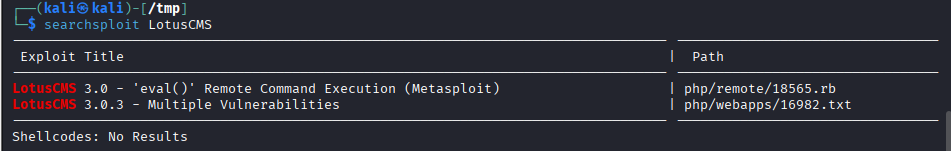 ┌──(kali㉿kali)-[/tmp]
└─$ searchsploit LotusCMS
Exploit Title | Path
LotusCMS 3.0 - 'eval()' Remote Command Execution (Metasploit) | php/remote/18565.rb
LotusCMS 3.0.3 - Multiple Vulnerabilities | php/webapps/16982.txt
Shellcodes: No Results